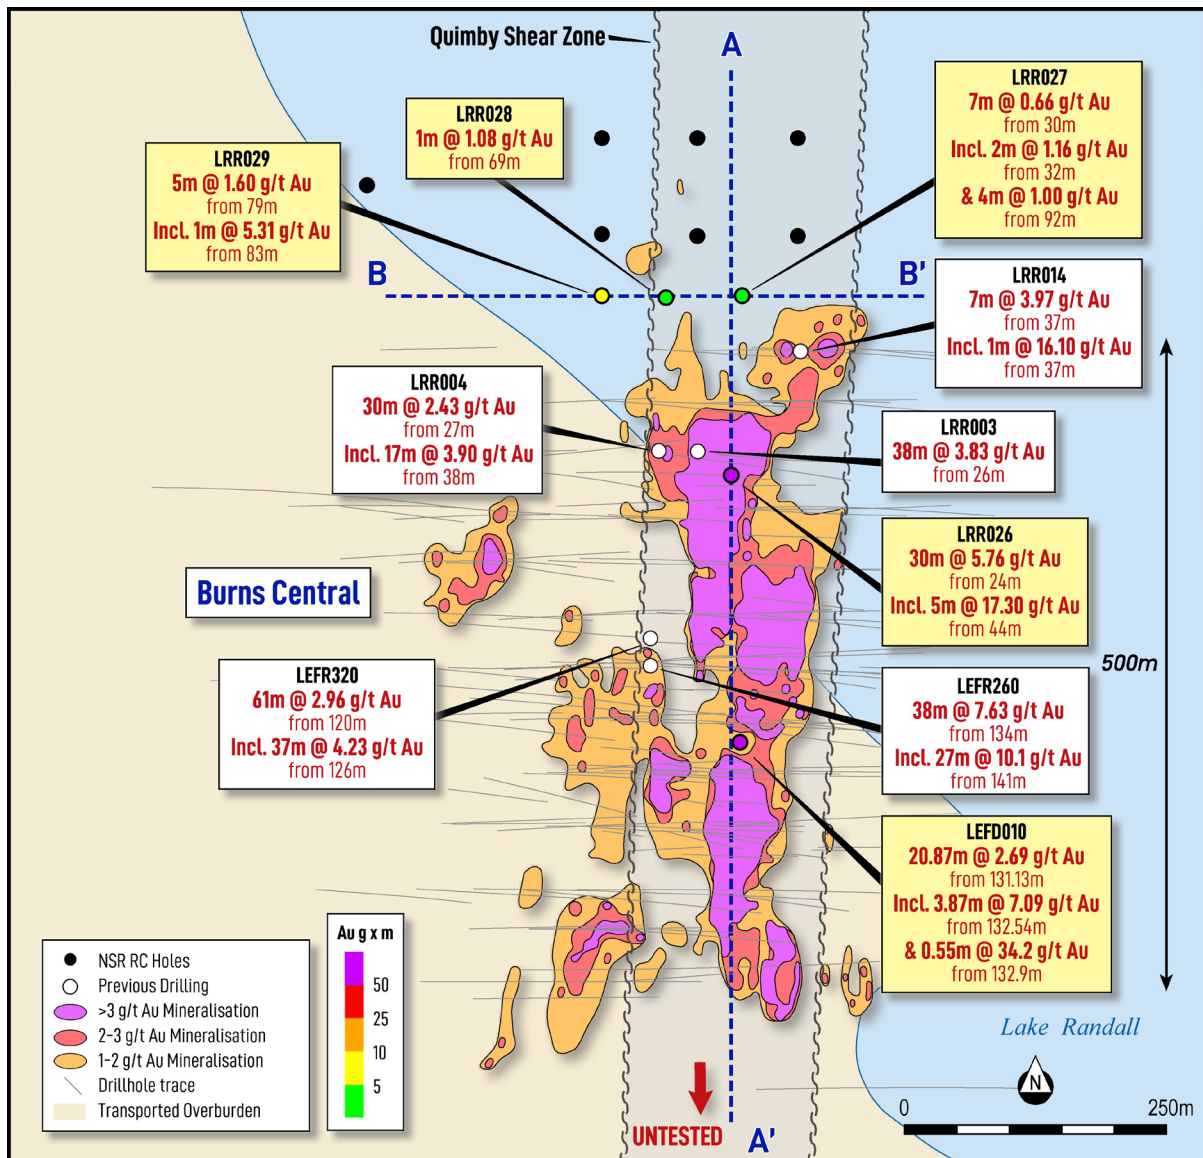 Quimby Shear Zone
A
LRR027
7m @ 0.66 g/t Au
from 30m
Incl. 2m @ 1.16 g/t Au
from 32m
& 4m @ 1.00 g/t Au
from 92m
LRR028
1m @ 1.08 g/t Au
from 69m
LRR029
5m @ 1.60 g/t Au
from 79m
Incl. 1m @ 5.31 g/t Au
from 83m
B
B'
LRR014
7m @ 3.97 g/t Au
from 37m
Incl. 1m @ 16.10 g/t Au
from 37m
LRR004
30m @ 2.43 g/t Au
from 27m
Incl. 17m @ 3.90 g/t Au
from 38m
LRR003
38m @ 3.83 g/t Au
from 26m
LRR026
30m @ 5.76 g/t Au
from 24m
Incl. 5m @ 17.30 g/t Au
from 44m
Burns Central
500m
LEFR320
61m @ 2.96 g/t Au
from 120m
Incl. 37m @ 4.23 g/t Au
from 126m
LEFR260
38m @ 7.63 g/t Au
from 134m
Incl. 27m @ 10.1 g/t Au
from 141m
LEFD010
20.87m @ 2.69 g/t Au
from 131.13m
Incl. 3.87m @ 7.09 g/t Au
from 132.54m
& 0.55m @ 34.2 g/t Au
from 132.9m
NSR RC Holes
Previous Drilling
>3 g/t Au Mineralisation
2-3 g/t Au Mineralisation
1-2 g/t Au Mineralisation
Drillhole trace
Transported Overburden
Au g x m
50
25
10
5
Lake Randall
N
0
250m
UNTESTED
A'